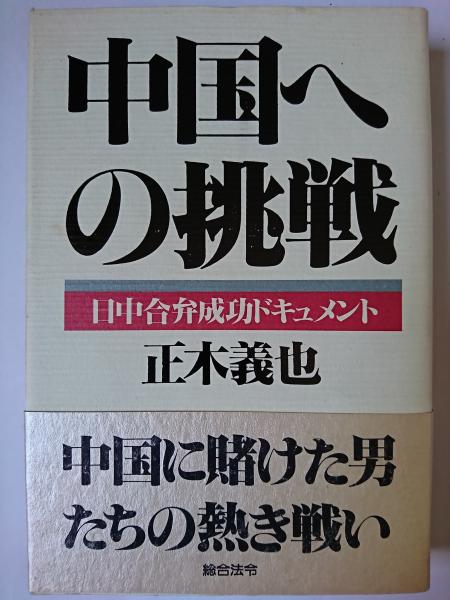 中国へ
の挑戦
日中合弁成功ドキュメント
正木義也
中国に賭けた男
たちの熱き戦い
総合法令